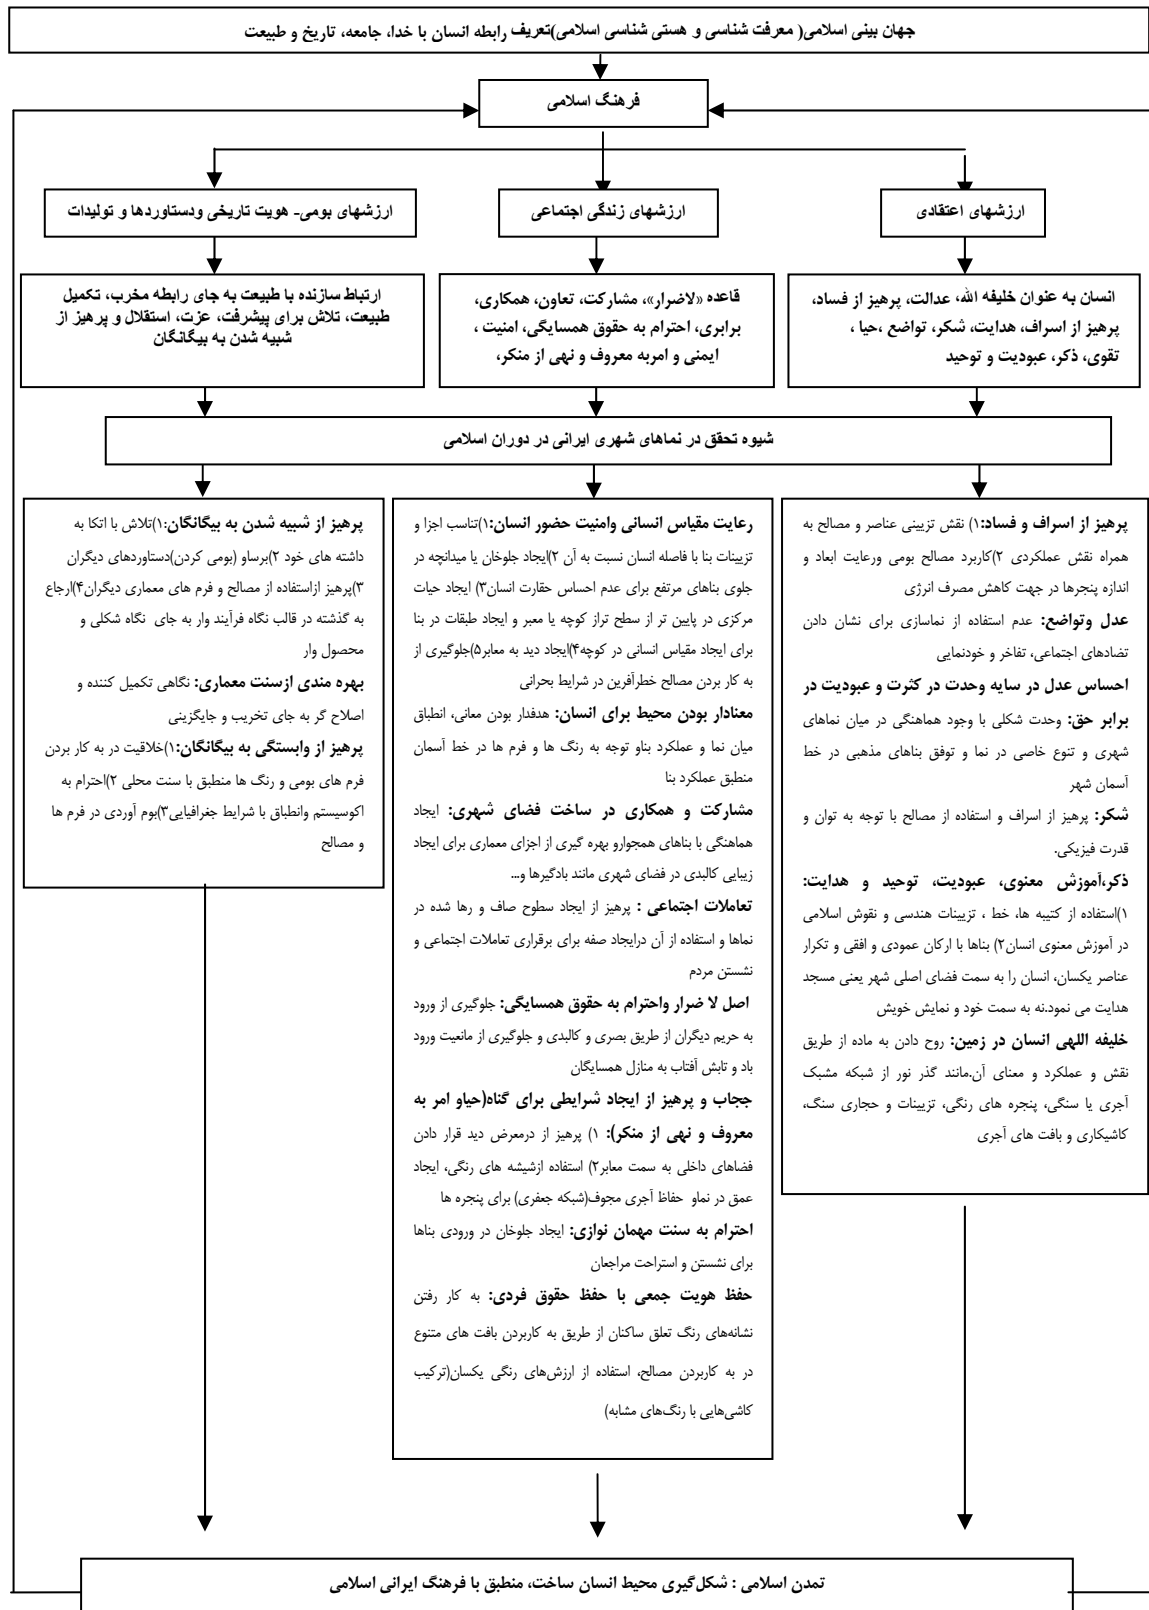 جهان بینی اسلامی( معرفت شناسی و هستی شناسی اسلامی)تعریف رابطه انسان با خدا، جامعه، تاریخ و طبیعت
فرهنگ اسلامی
ارزشهای اعتقادی
ارزشهای زندگی اجتماعی
ارزشهای بومی- هویت تاریخی ودستاوردها و تولیدات
انسان به عنوان خلیفه الله، عدالت، پرهیز از فساد،
پرهیز از اسراف، هدایت، شکر، تواضع ،حیا ،
تقوی، ذکر، عبودیت و توحید
قاعده «لاضرار»، مشارکت، تعاون، همکاری،
برابری، احترام به حقوق همسایگی، امنیت ،
ایمنی و امربه معروف و نهی از منکر،
ارتباط سازنده با طبیعت به جای رابطه مخرب، تکمیل
طبیعت، تلاش برای پیشرفت، عزت، استقلال و پرهیز از
شبیه شدن به بیگانگان
شیوه تحقق در نماهای شهری ایرانی در دوران اسلامی
پرهیز از اسراف و فساد:۱) نقش تزیینی عناصر و مصالح به
همراه نقش عملکردی ۲)کاربرد مصالح بومی ورعایت ابعاد و
اندازه پنجرها در جهت کاهش مصرف انرژی
عدل وتواضع: عدم استفاده از نماسازی برای نشان دادن
تضادهای اجتماعی، تفاخر و خودنمایی
احساس عدل در سایه وحدت در کثرت و عبودیت در
برابر حق: وحدت شکلی با وجود هماهنگی در میان نماهای
شهری و تنوع خاصی در نما و توفق بناهای مذهبی در خط
آسمان شهر
شکر: پرهیز از اسراف و استفاده از مصالح با توجه به توان و
قدرت فیزیکی.
ذکر،آموزش معنوی، عبودیت، توحید و هدایت:
۱)استفاده از کتیبه ها، خط ، تزیینات هندسی و نقوش اسلامی
در آموزش معنوی انسان۲) بناها با ارکان عمودی و افقی و تکرار
عناصر یکسان، انسان را به سمت فضای اصلی شهر یعنی مسجد
هدایت می نمود.نه به سمت خود و نمایش خویش
خلیفه اللهی انسان در زمین: روح دادن به ماده از طریق
نقش و عملکرد و معنای آن.مانند گذر نور از شبکه مشبک
آجری یا سنگی، پنجره های رنگی، تزیینات و حجاری سنگ،
کاشیکاری و بافت های آجری
رعایت مقیاس انسانی وامنیت حضور انسان:۱)تناسب اجزا و
تزیینات بنا با فاصله انسان نسبت به آن ۲)ایجاد جلوخان یا میدانچه در
جلوی بناهای مرتفع برای عدم احساس حقارت انسان۳) ایجاد حیات
مرکزی در پایین تر از سطح تراز کوچه یا معبر و ایجاد طبقات در بنا
برای ایجاد مقیاس انسانی در کوچه۴)ایجاد دید به معابر۵)جلوگیری از
به کار بردن مصالح خطرآفرین در شرایط بحرانی
معنادار بودن محیط برای انسان: هدفدار بودن معانی، انطباق
میان نما و عملکرد بناو توجه به رنگ ها و فرم ها در خط آسمان
منطبق عملکرد بنا
مشارکت و همکاری در ساخت فضای شهری: ایجاد
هماهنگی با بناهای همجوارو بهره گیری از اجزای معماری برای ایجاد
زیبایی کالبدی در فضای شهری مانند بادگیرها و...
تعاملات اجتماعی : پرهیز از ایجاد سطوح صاف و رها شده در
نماها و استفاده از آن درایجاد صفه برای برقراری تعاملات اجتماعی و
نشستن مردم
اصل لا ضرار واحترام به حقوق همسایگی: جلوگیری از ورود
به حریم دیگران از طریق بصری و کالبدی و جلوگیری از مانعیت ورود
باد و تابش آفتاب به منازل همسایگان
حجاب و پرهیز از ایجاد شرایطی برای گناه(حیاو امر به
معروف و نهی از منکر): ۱) پرهیز از درمعرض دید قرار دادن
فضاهای داخلی به سمت معابر۲) استفاده ازشیشه های رنگی، ایجاد
عمق در نماو  حفاظ آجری مجوف(شبکه جعفری) برای پنجره ها
احترام به سنت مهمان نوازی: ایجاد جلوخان در ورودی بناها
برای نشستن و استراحت مراجعان
حفظ هویت جمعی با حفظ حقوق فردی: به کار رفتن
نشانه‌های رنگ تعلق ساکنان از طریق به کاربردن بافت های متنوع
در به کاربردن مصالح، استفاده از ارزش‌های رنگی یکسان(ترکیب
کاشی‌هایی با رنگ‌های مشابه)
پرهیز از شبیه شدن به بیگانگان:۱)تلاش با اتکا به
داشته های خود ۲)برساو (بومی کردن)دستاوردهای دیگران
۳)پرهیز ازاستفاده از مصالح و فرم های معماری دیگران۴)ارجاع
به گذشته در قالب نگاه فرآیند وار به جای  نگاه شکلی و
محصول وار
بهره مندی ازسنت معماری: نگاهی تکمیل کننده و
اصلاح گر به جای تخریب و جایگزینی
پرهیز از وابستگی به بیگانگان:۱)خلاقیت در به کار بردن
فرم های بومی و رنگ ها منطبق با سنت محلی ۲)احترام به
اکوسیستم وانطباق با شرایط جغرافیایی۳)بوم آوردی در فرم ها
و مصالح
تمدن اسلامی : شکل‌گیری محیط انسان ساخت، منطبق با فرهنگ ایرانی اسلامی